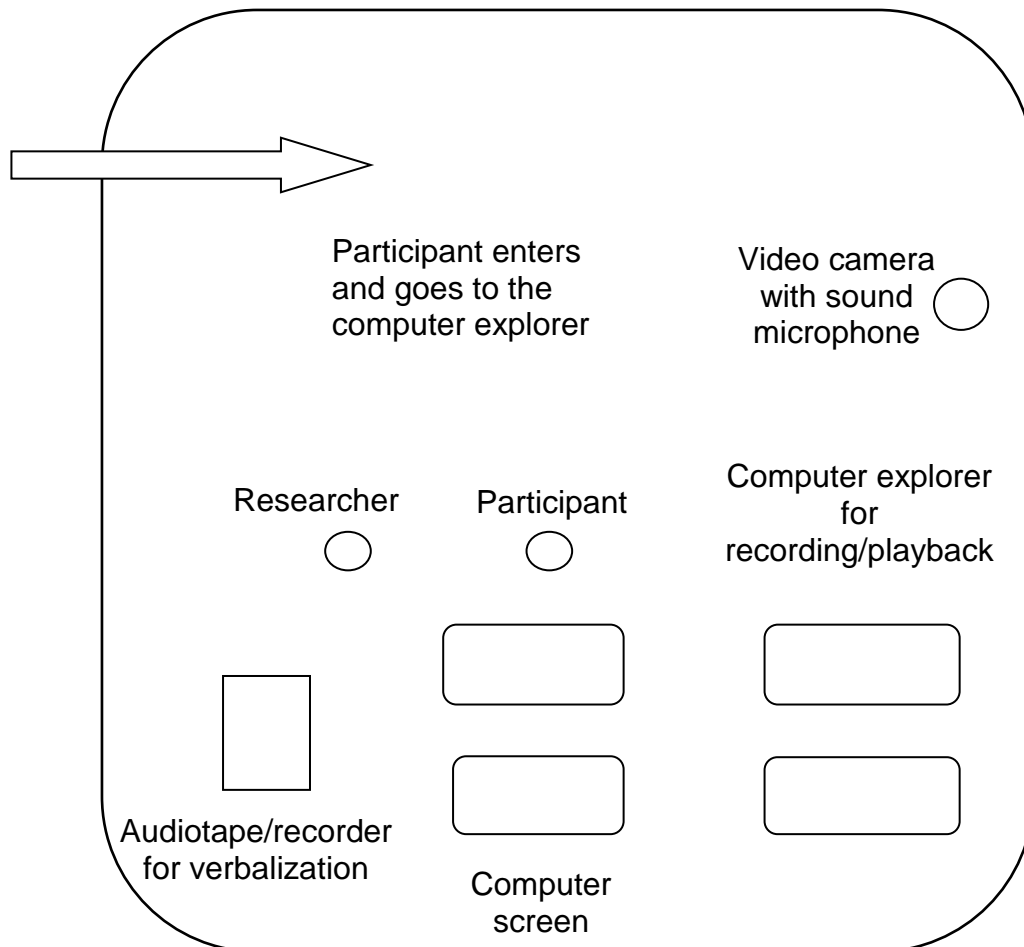 Participant enters
and goes to the
computer explorer
Video camera
with sound
microphone
Researcher
Participant
Computer explorer
for
recording/playback
Audiotape/recorder
for verbalization
Computer
screen